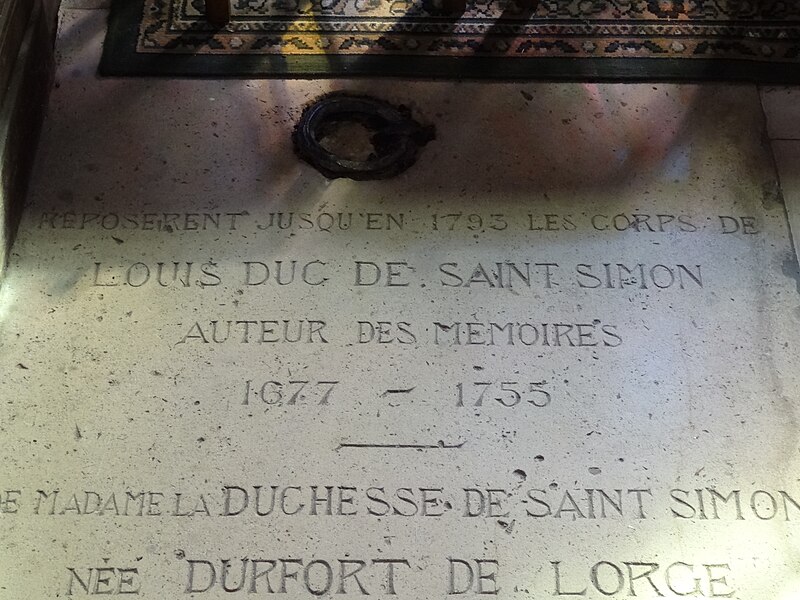 REPOSERENT JUSQU'EN 1793 LES CORPS DE
LOUIS DUC DE SAINT SIMON
AUTEUR DES MEMOIRES
1677 - 1755
DE MADAME LA DUCHESSE DE SAINT SIMON
NÉE DURFORT DE LORGE